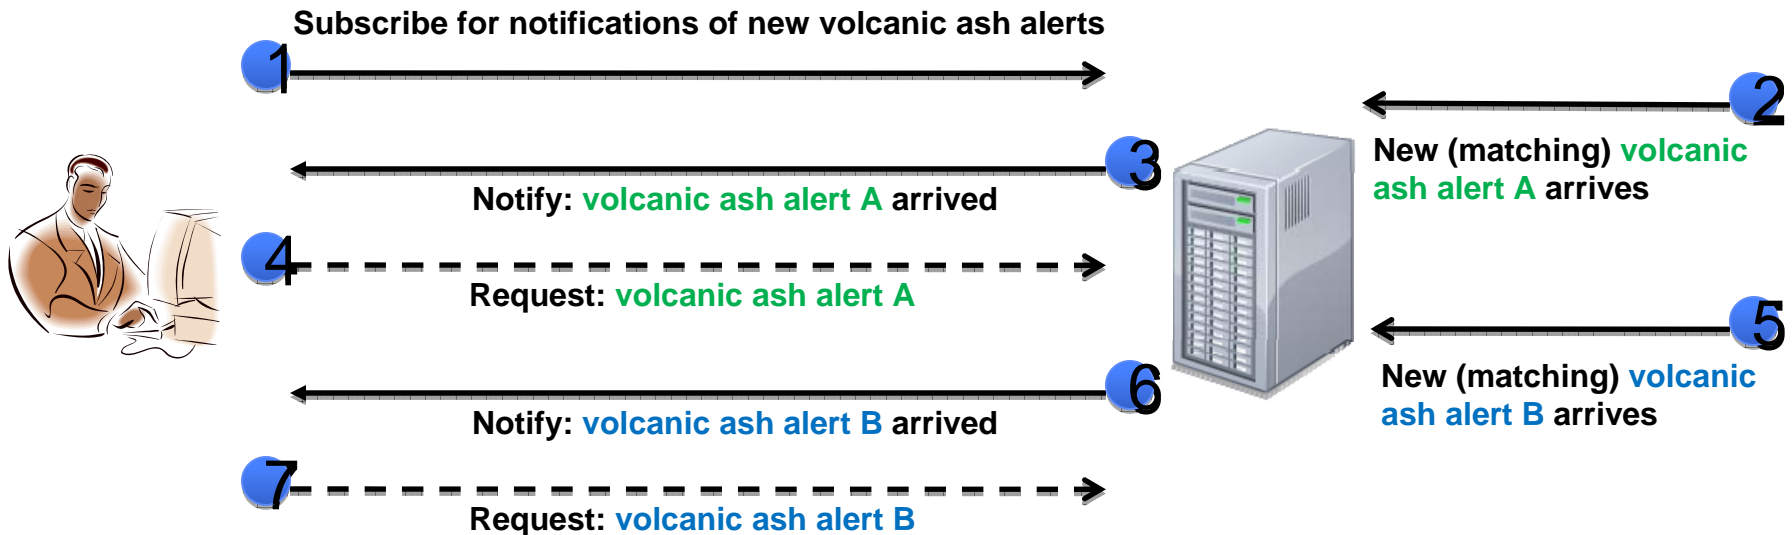 Subscribe for notifications of new volcanic ash alerts
1
2
New (matching) volcanic
ash alert A arrives
3
Notify: volcanic ash alert A arrived
4
Request: volcanic ash alert A
5
New (matching) volcanic
ash alert B arrives
6
Notify: volcanic ash alert B arrived
7
Request: volcanic ash alert B